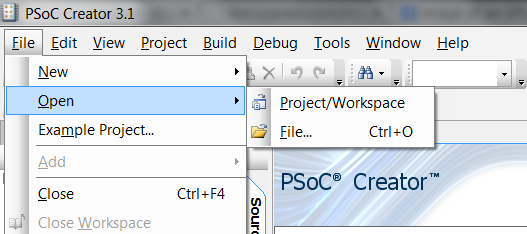 PSoC Creator 3.1
File Edit View Project Build Debug Tools Window Help
New
Open
Project/Workspace
Example Project...
File... Ctrl+O
Add
Close Ctrl+F4
Close Workspace
PSoC® Creator™
Sour